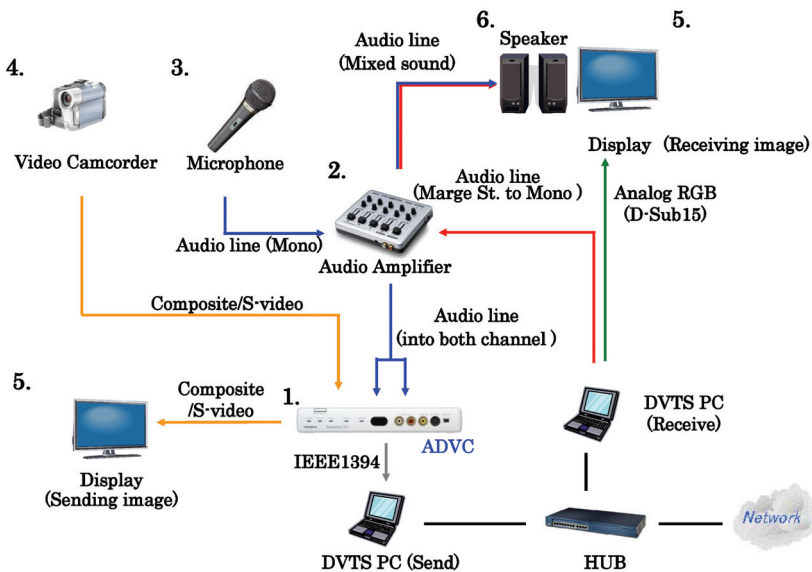 4.
Video Camcorder
3.
Microphone
Audio line
(Mixed sound)
6.
Speaker
5.
Display (Receiving image)
2.
Audio Amplifier
Audio line (Mono)
Audio line
(Marge St. to Mono )
Analog RGB
(D-Sub15)
Composite/S-video
Audio line
(into both channel )
5.
Display
(Sending image)
Composite
/S-video
1.
ADVC
IEEE1394
DVTS PC (Send)
DVTS PC
(Receive)
HUB
Network